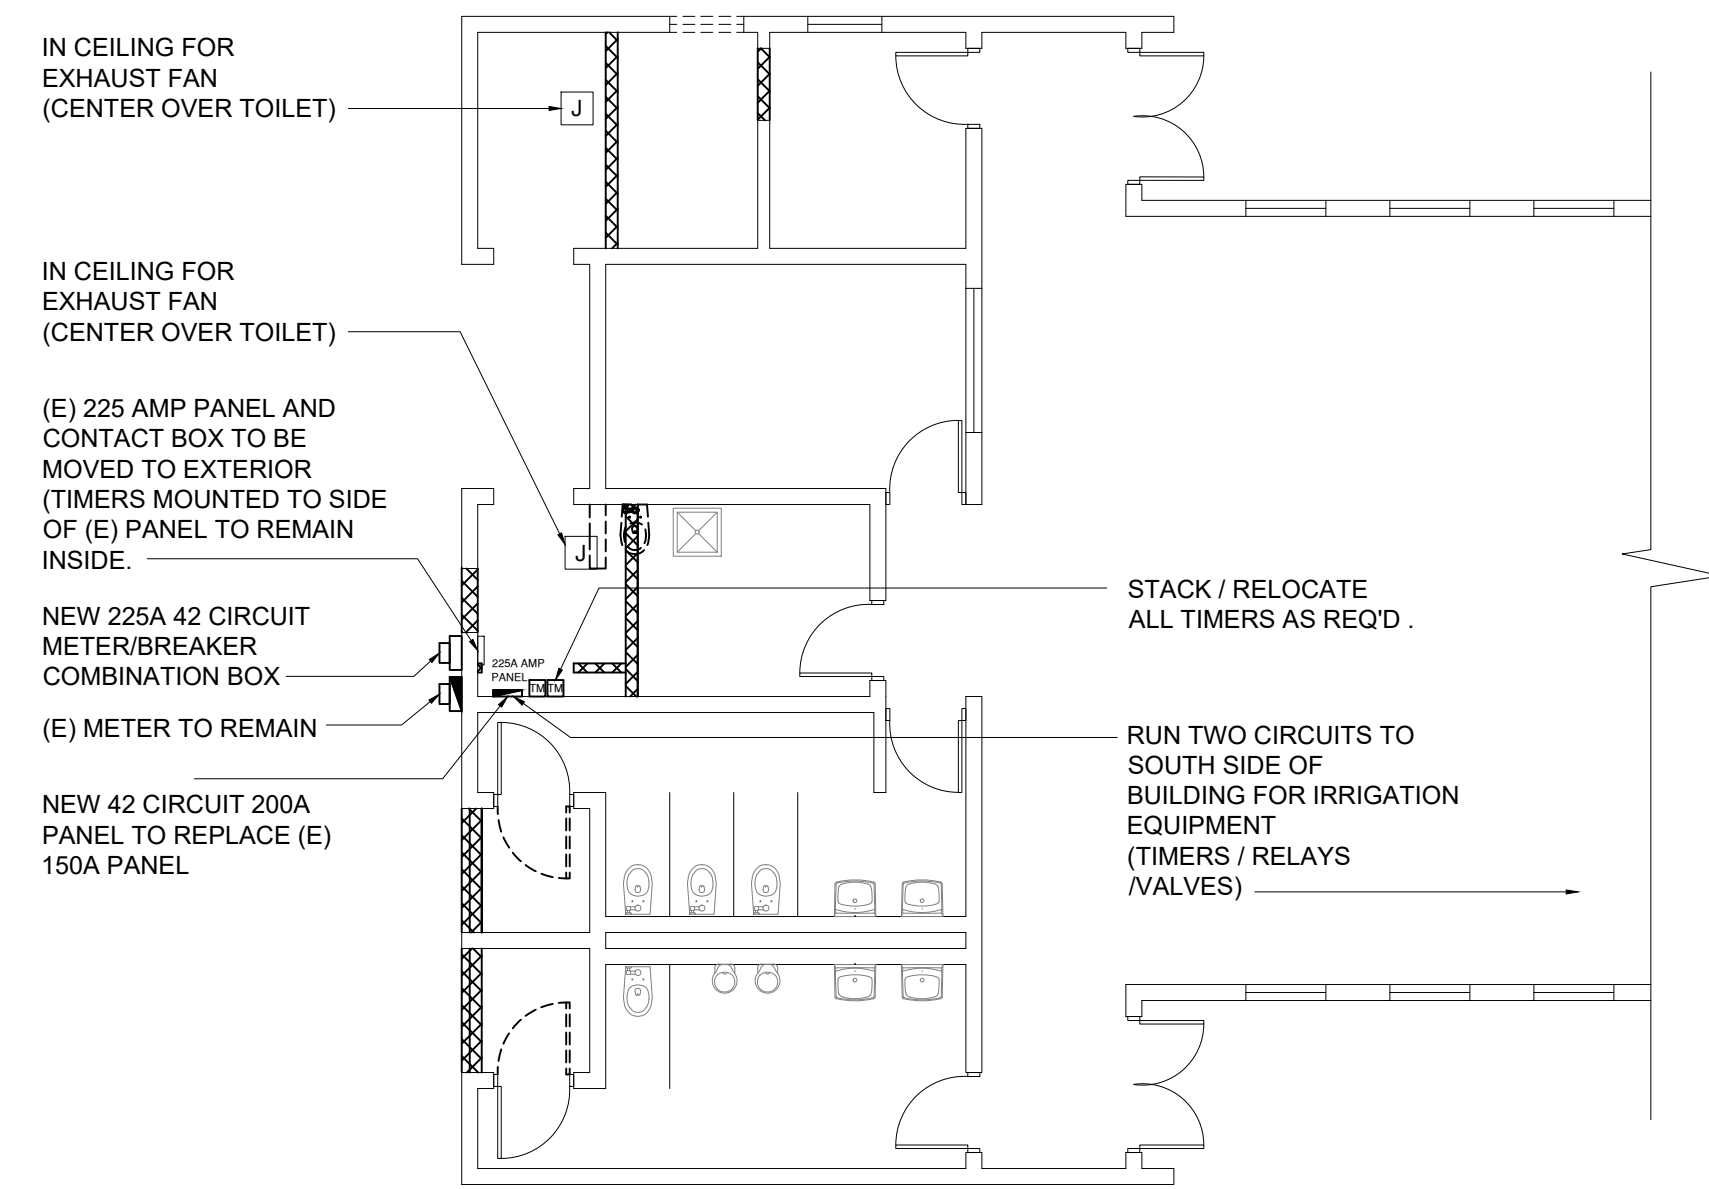 IN CEILING FOR
EXHAUST FAN
(CENTER OVER TOILET)
J
IN CEILING FOR
EXHAUST FAN
(CENTER OVER TOILET)
J
(E) 225 AMP PANEL AND
CONTACT BOX TO BE
MOVED TO EXTERIOR
(TIMERS MOUNTED TO SIDE
OF (E) PANEL TO REMAIN
INSIDE.
NEW 225A 42 CIRCUIT
METER/BREAKER
COMBINATION BOX
(E) METER TO REMAIN
NEW 42 CIRCUIT 200A
PANEL TO REPLACE (E)
150A PANEL
225A AMP
PANEL
TM TM
STACK / RELOCATE
ALL TIMERS AS REQ'D .
RUN TWO CIRCUITS TO
SOUTH SIDE OF
BUILDING FOR IRRIGATION
EQUIPMENT
(TIMERS / RELAYS
/VALVES)